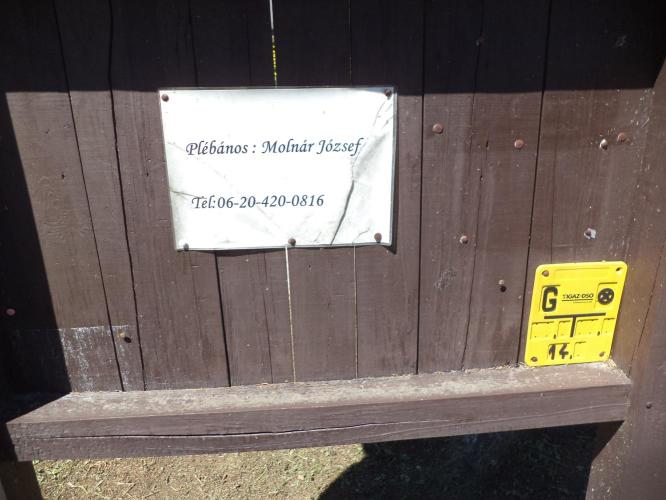 Plébános : Molnár József
Tel:06-20-420-0816
G TIGÁZ-DSO
T
14